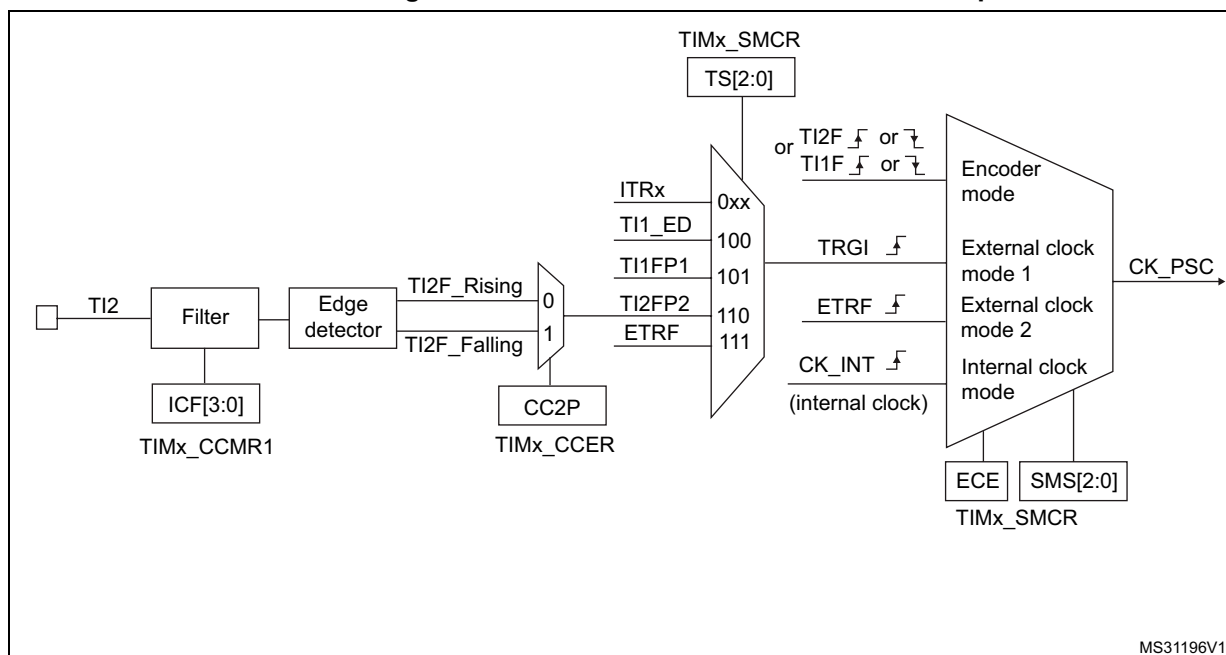 TIMx_SMCR
TS[2:0]
or TI2F or
TI1F or
Encoder
mode
ITRx
0xx
TI1_ED
100
TRGI
External clock
mode 1
CK_PSC
TI1FP1
101
TI2F_Rising
0
TI2
Filter
Edge
detector
TI2FP2
110
ETRF
External clock
mode 2
1
ETRF
111
TI2F_Falling
CK_INT
Internal clock
mode
(internal clock)
ICF[3:0]
CC2P
TIMx_CCMR1
TIMx_CCER
ECE
SMS[2:0]
TIMx_SMCR
MS31196V1